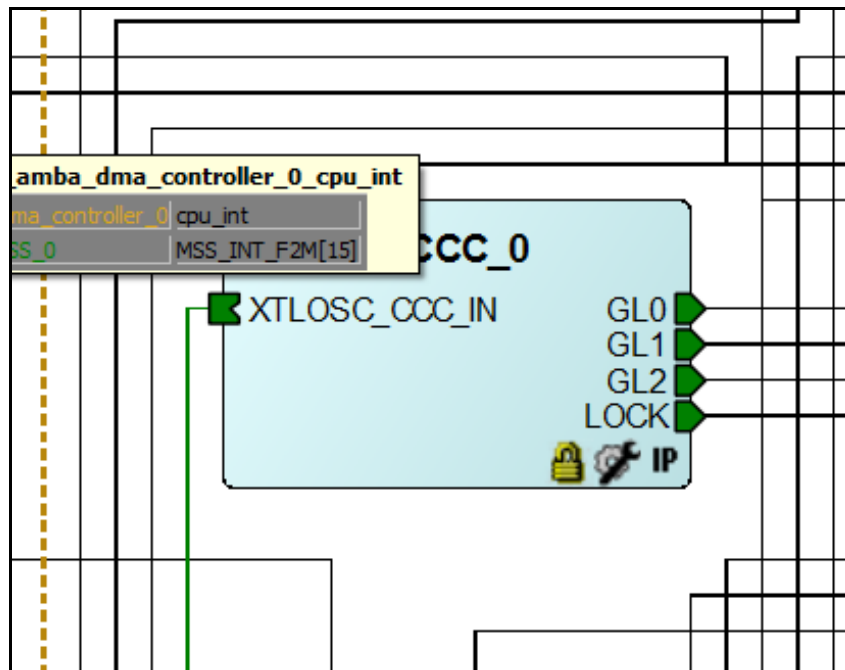 _amba_dma_controller_0_cpu_int
ma_controller_0 cpu_int
SS_0 MSS_INT_F2M[15]
CCC_0
XTLOSC_CCC_IN GL0
GL1
GL2
LOCK
IP